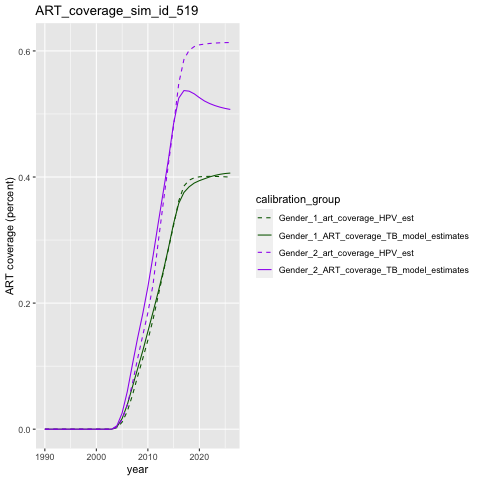 ART_coverage_sim_id_519
ART coverage (percent)
0.6
0.4
0.2
0.0
1990
2000
2010
2020
year
calibration_group
Gender_1_art_coverage_HPV_est
Gender_1_ART_coverage_TB_model_estimates
Gender_2_art_coverage_HPV_est
Gender_2_ART_coverage_TB_model_estimates